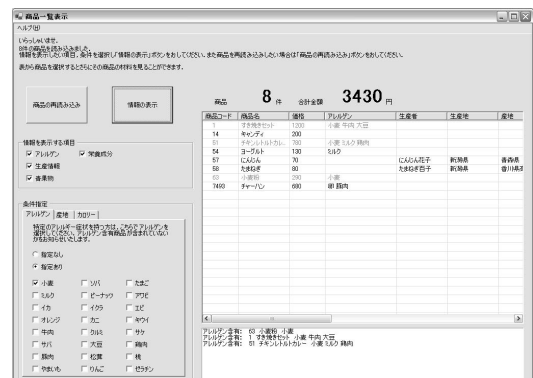 商品一覧表示
ヘルプ(H)
いらっしゃいませ。
8件の商品を読み込みました。
情報を表示したい項目、条件を選択し「情報の表示」ボタンをおしてください。また商品を再読み込みしたい場合は「商品の再読み込み」ボタンをおしてください。
表から商品を選択するとさらにその商品の材料を見ることができます。
商品の再読み込み 情報の表示
商品 8 件 合計金額 3430 円
商品コード 商品名 価格 アレルゲン 生産者 生産地 産地
1 すき焼きセット 1200 小麦 牛肉 大豆
14 キャンディ 200
51 チキンレトルトカレ.. 780 小麦 ミルク 鶏肉
54 ヨーグルト 130 ミルク
57 にんじん 70 にんじん花子 新潟県 青森県
58 たまねぎ 80 たまねぎ百子 新潟県 香川県
63 小麦粉 290 小麦
7493 チャーハン 680 卵 豚肉
情報を表示する項目
アレルゲン 栄養成分
生産情報
青果物
条件指定
アレルゲン 産地 カロリー
特定のアレルギー症状を持つ方は、こちらでアレルゲンを
選択してください。アレルゲン含有商品が含まれていない
かをお知らせいたします。
指定なし
指定あり
小麦 ソバ たまご
ミルク ピーナッツ アワビ
イカ イクラ エビ
オレンジ カニ キウイ
牛肉 クルミ サケ
サバ 大豆 鶏肉
豚肉 松茸 桃
やまいも りんご ゼラチン
アレルゲン含有: 63 小麦粉 小麦
アレルゲン含有: 1 すき焼きセット 小麦 牛肉 大豆
アレルゲン含有: 51 チキンレトルトカレー 小麦 ミルク 鶏肉